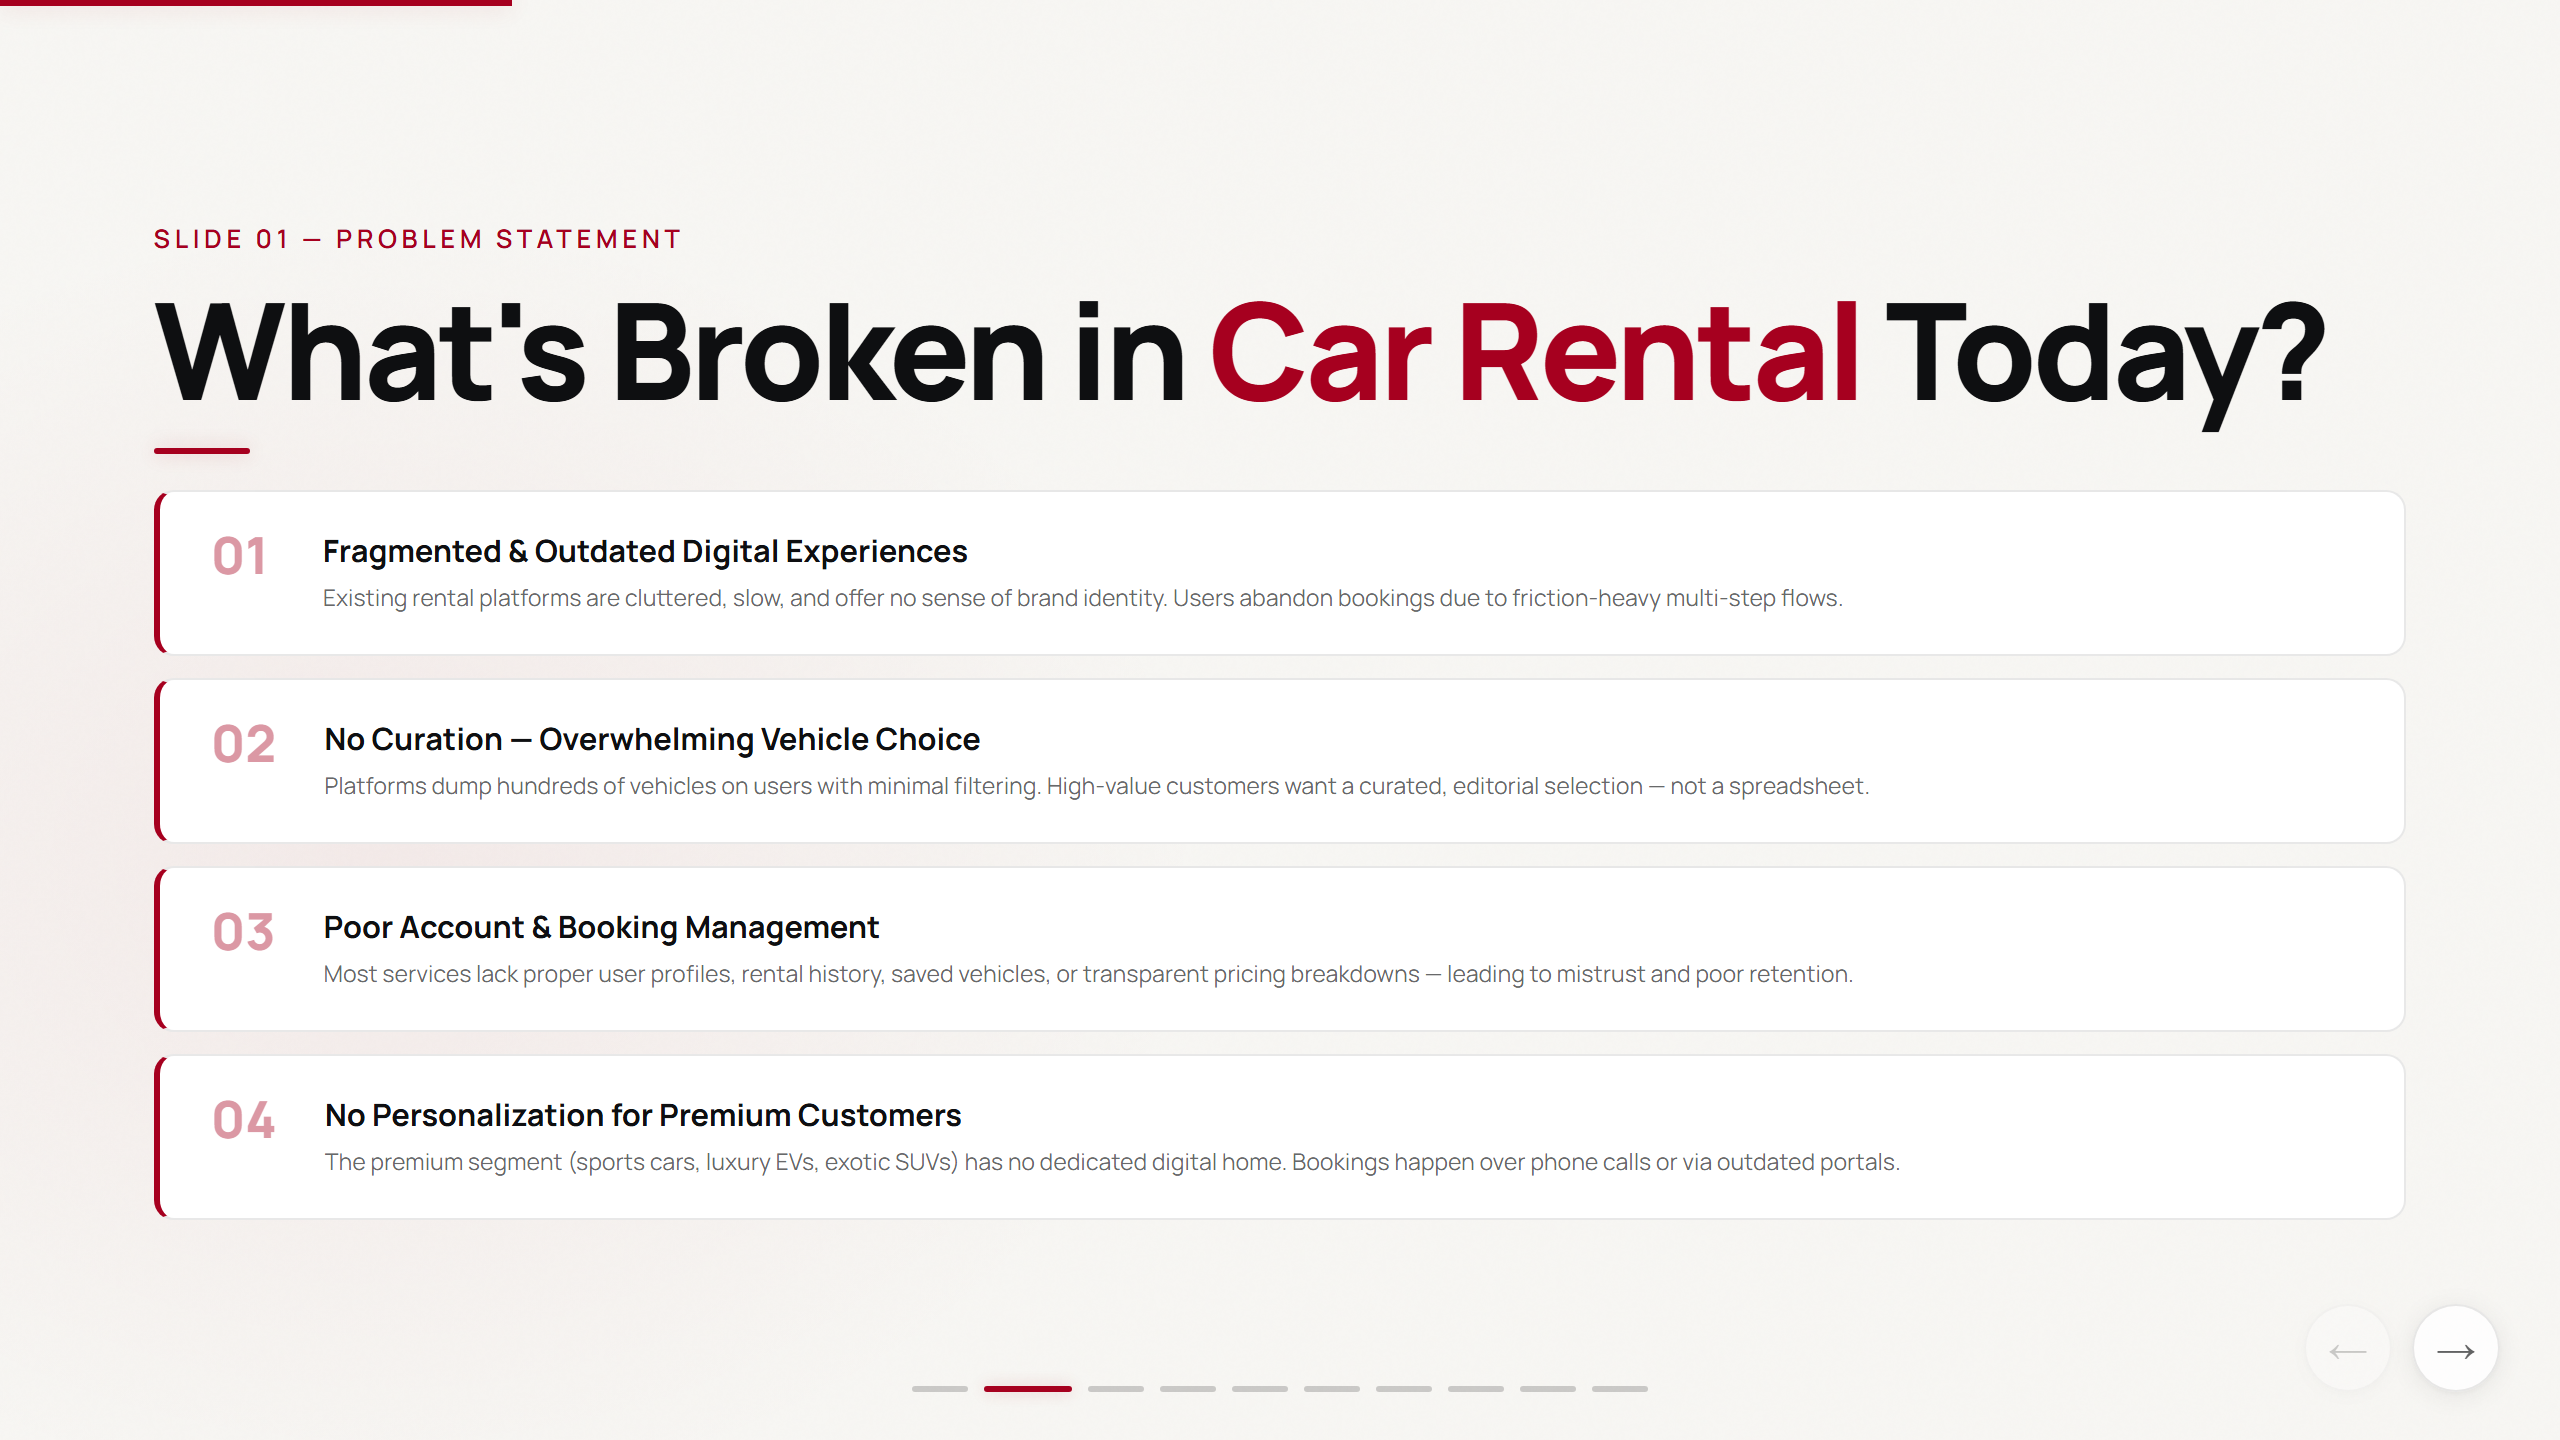 SLIDE 01 — PROBLEM STATEMENT
What's Broken in Car Rental Today?
01
Fragmented & Outdated Digital Experiences
Existing rental platforms are cluttered, slow, and offer no sense of brand identity. Users abandon bookings due to friction-heavy multi-step flows.
02
No Curation — Overwhelming Vehicle Choice
Platforms dump hundreds of vehicles on users with minimal filtering. High-value customers want a curated, editorial selection — not a spreadsheet.
03
Poor Account & Booking Management
Most services lack proper user profiles, rental history, saved vehicles, or transparent pricing breakdowns — leading to mistrust and poor retention.
04
No Personalization for Premium Customers
The premium segment (sports cars, luxury EVs, exotic SUVs) has no dedicated digital home. Bookings happen over phone calls or via outdated portals.
← →